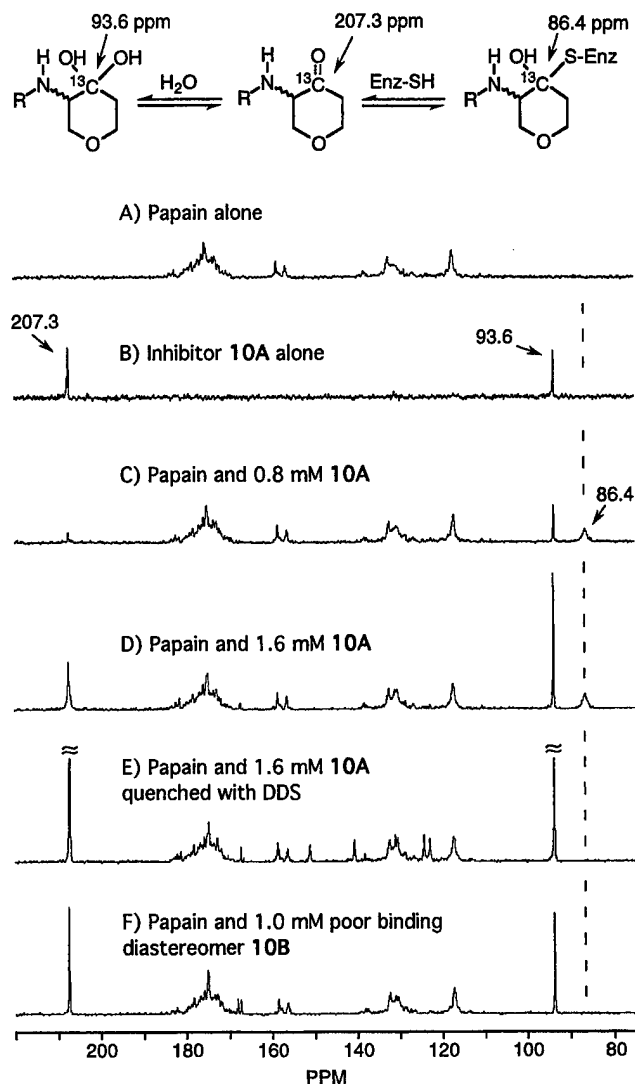 93.6 ppm
207.3 ppm
86.4 ppm
OH
13C
OH
H
N
R
O
H2O
O
13C
H
N
R
O
Enz-SH
OH
S-Enz
13C
H
N
R
O
A) Papain alone
207.3
B) Inhibitor 10A alone
93.6
C) Papain and 0.8 mM 10A
86.4
D) Papain and 1.6 mM 10A
E) Papain and 1.6 mM 10A
quenched with DDS
F) Papain and 1.0 mM poor binding
diastereomer 10B
200 180 160 140 120 100 80
PPM